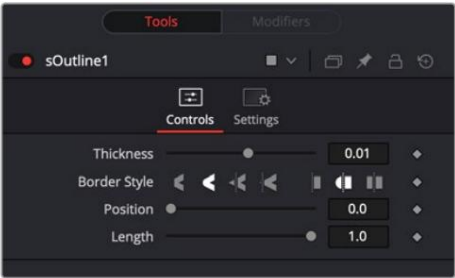 Tools Modifiers
sOutline1
Controls Settings
Thickness 0.01
Border Style
Position 0.0
Length 1.0